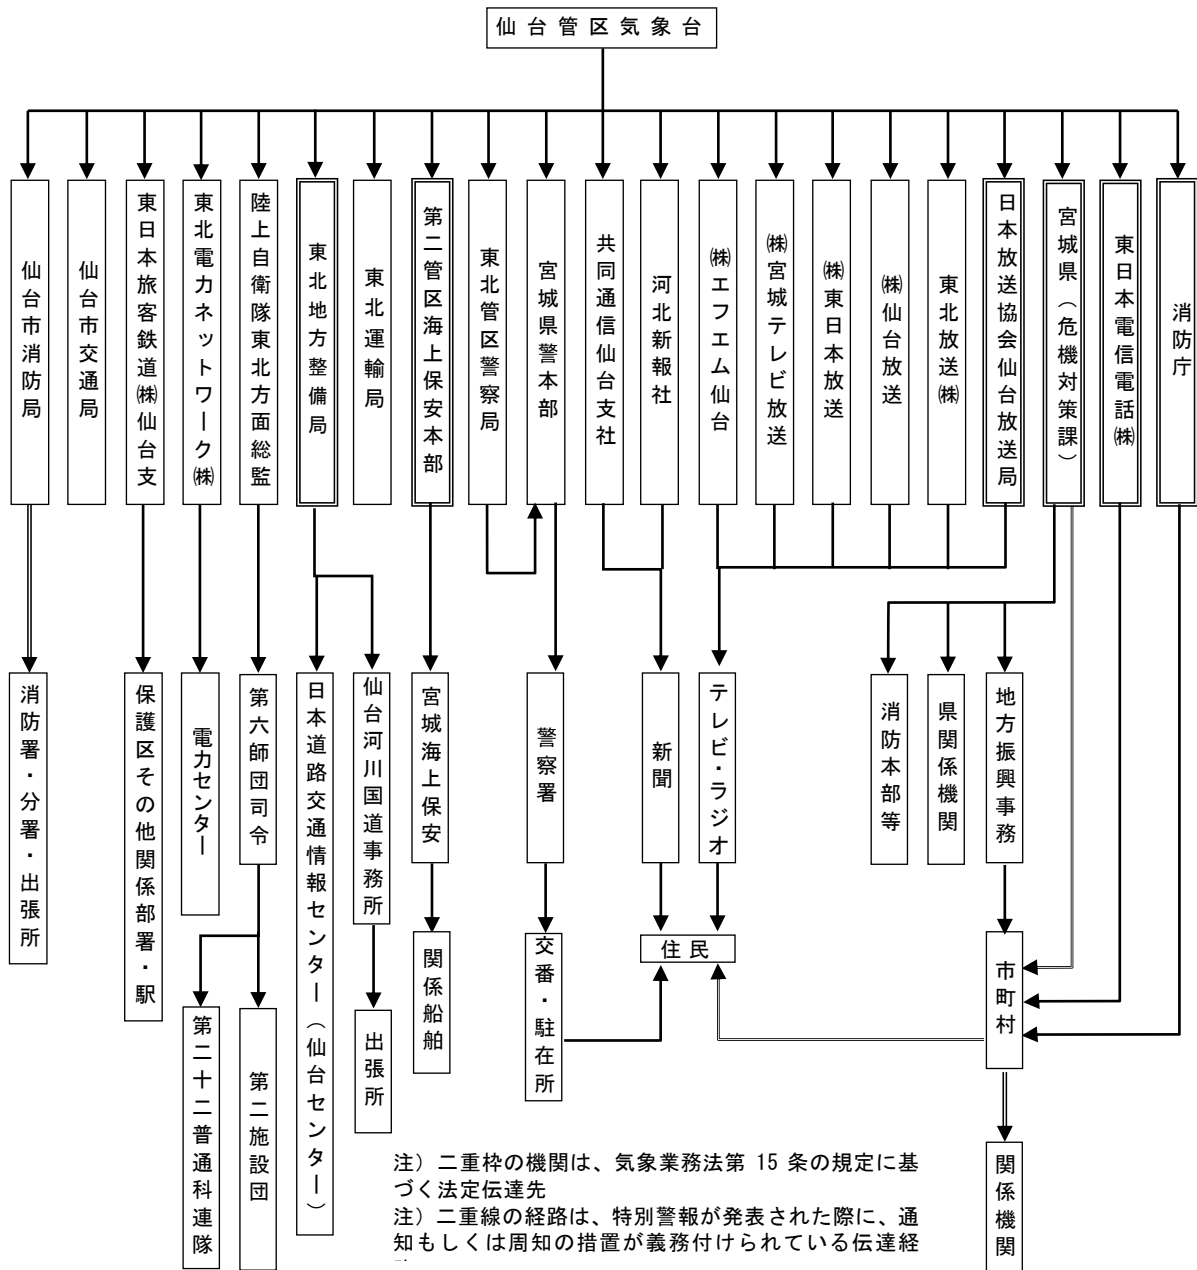 仙台管区気象台
仙台市消防局
仙台市交通局
東日本旅客鉄道㈱仙台支
東北電力ネットワーク㈱
陸上自衛隊東北方面総監
東北地方整備局
東北運輸局
第二管区海上保安本部
東北管区警察局
宮城県警本部
共同通信仙台支社
河北新報社
㈱エフエム仙台
㈱宮城テレビ放送
㈱東日本放送
㈱仙台放送
東北放送㈱
日本放送協会仙台放送局
宮城県（危機対策課）
東日本電信電話㈱
消防庁
消防署・分署・出張所
保護区その他関係部署・駅
電力センター
第六師団司令
日本道路交通情報センター（仙台センター）
仙台河川国道事務所
宮城海上保安
警察署
新聞
テレビ・ラジオ
消防本部等
県関係機関
地方振興事務
第二十二普通科連隊
第二施設団
出張所
関係船舶
交番・駐在所
住民
市町村
関係機関
注）二重枠の機関は、気象業務法第 15 条の規定に基
づく法定伝達先
注）二重線の経路は、特別警報が発表された際に、通
知もしくは周知の措置が義務付けられている伝達経